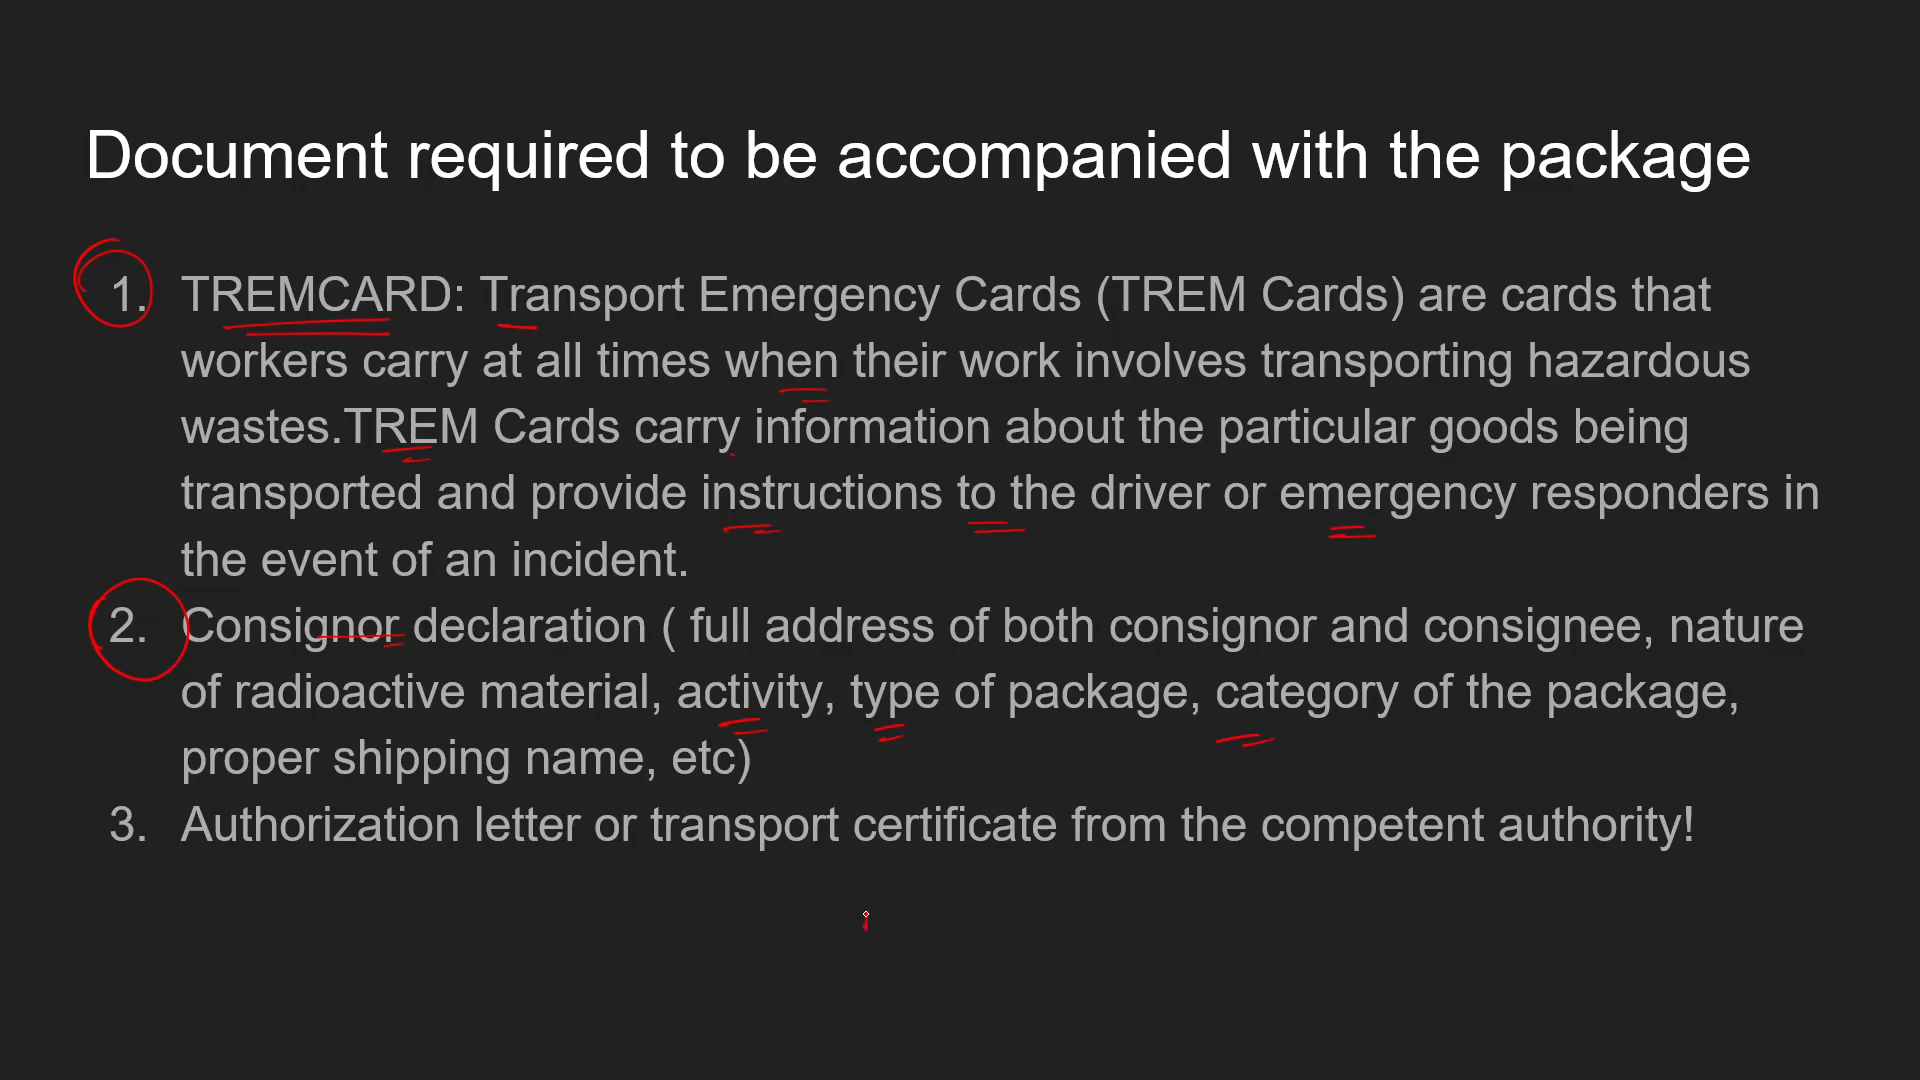 Document required to be accompanied with the package
1. TREMCARD: Transport Emergency Cards (TREM Cards) are cards that
workers carry at all times when their work involves transporting hazardous
wastes.TREM Cards carry information about the particular goods being
transported and provide instructions to the driver or emergency responders in
the event of an incident.
2. Consignor declaration ( full address of both consignor and consignee, nature
of radioactive material, activity, type of package, category of the package,
proper shipping name, etc)
3. Authorization letter or transport certificate from the competent authority!